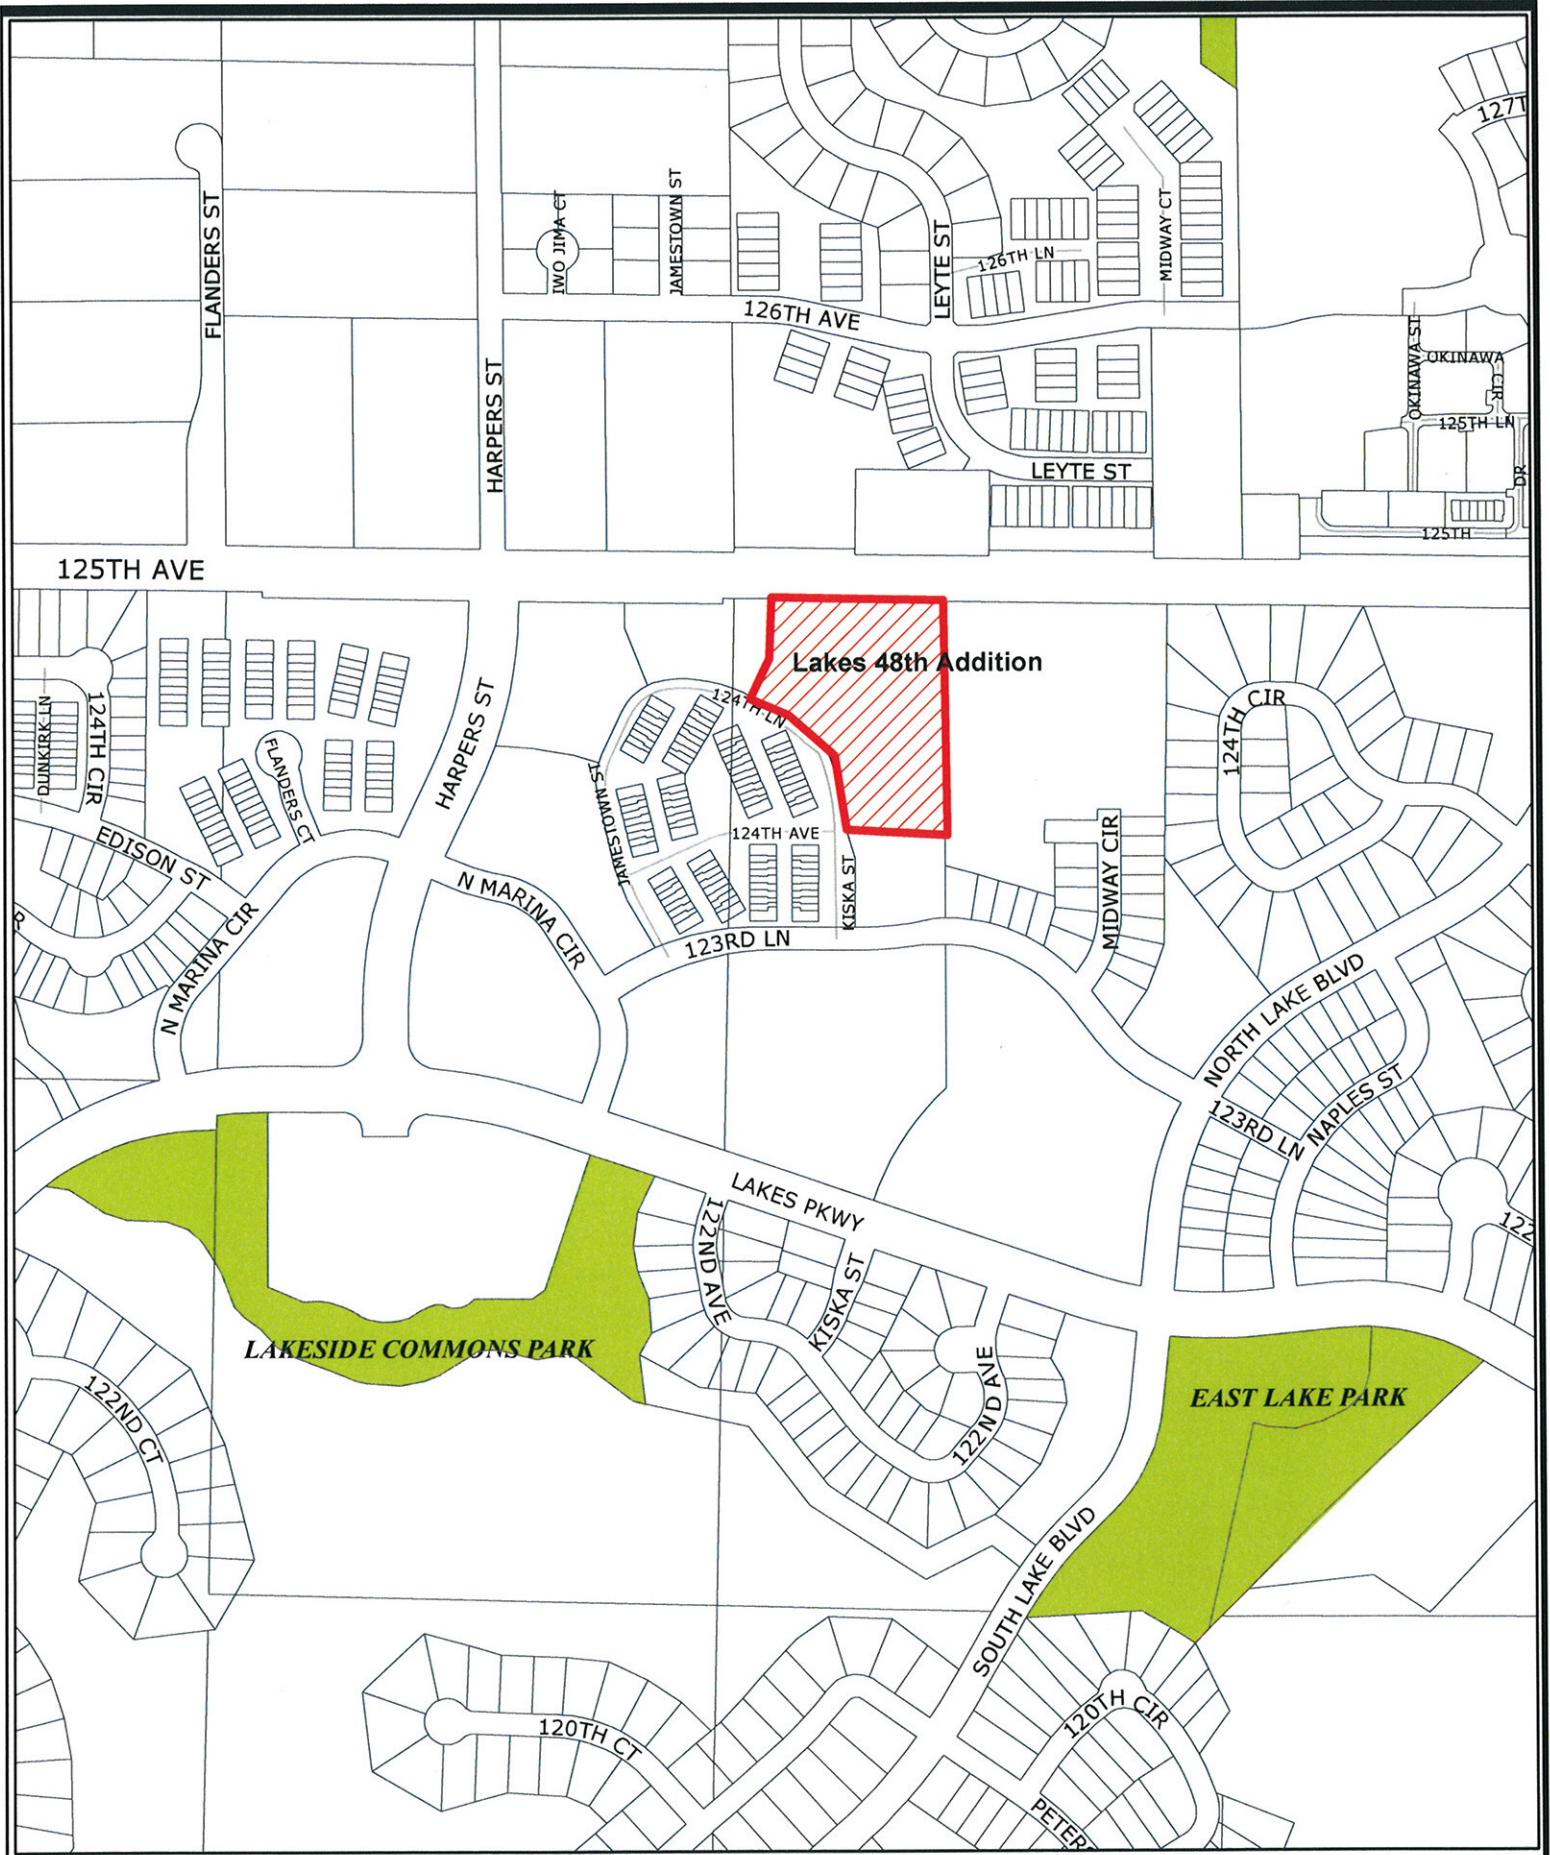 127T
FLANDERS ST
IWO JIMA CT
JAMESTOWN ST
LEYTE ST
126TH LN
MIDWAY CT
126TH AVE
HARPERS ST
OKINAWA ST
OKINAWA
CIR
125TH LN
LEYTE ST
DR
125TH
125TH AVE
Lakes 48th Addition
DUNKIRK LN
124TH CIR
FLANDERS CT
HARPERS ST
124TH LN
JAMESTOWN ST
124TH AVE
KISKA ST
124TH CIR
MIDWAY CIR
EDISON ST
R
N MARINA CIR
N MARINA CIR
123RD LN
NORTH LAKE BLVD
NAPLES ST
123RD LN
122
LAKES PKWY
122ND AVE
KISKA ST
122ND AVE
LAKESIDE COMMONS PARK
EAST LAKE PARK
122ND CT
SOUTH LAKE BLVD
120TH CT
120TH CIR
PETERS